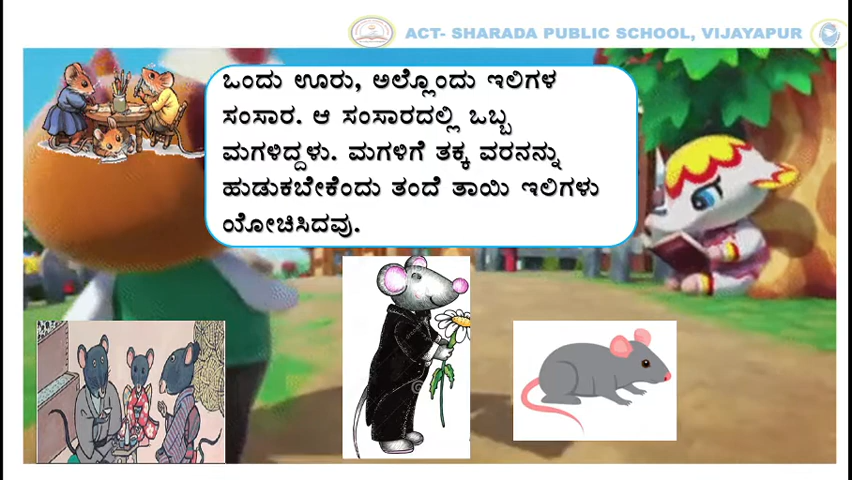 ACT- SHARADA PUBLIC SCHOOL, VIJAYAPUR
ಒಂದು ಊರು, ಅಲ್ಲೊಂದು ಇಲಿಗಳ
ಸಂಸಾರ. ಆ ಸಂಸಾರದಲ್ಲಿ ಒಬ್ಬ
ಮಗಳಿದ್ದಳು. ಮಗಳಿಗೆ ತಕ್ಕ ವರನನ್ನು
ಹುಡುಕಬೇಕೆಂದು ತಂದೆ ತಾಯಿ ಇಲಿಗಳು
ಯೋಚಿಸಿದವು.